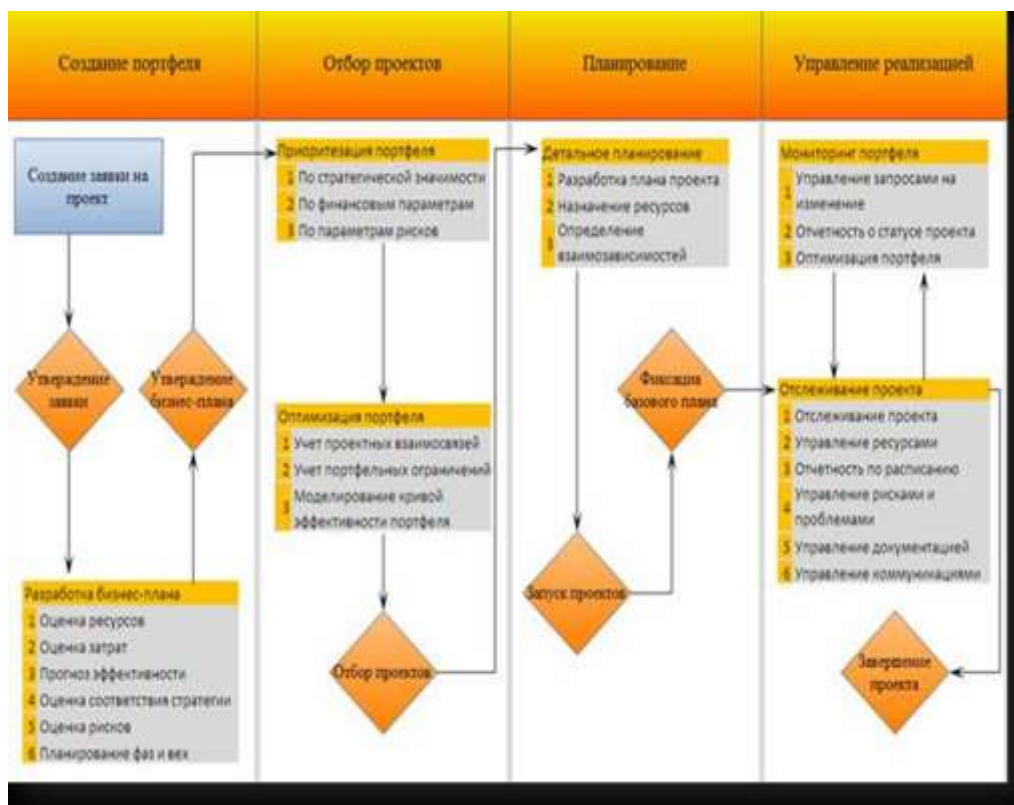 Создание портфеля
Отбор проектов
Планирование
Управление реализацией
Создание заявки на
проект
Утверждение
заявки
Утверждение
бизнес-плана
Разработка бизнес-плана
1 Оценка ресурсов
2 Оценка затрат
3 Прогноз эффективности
4 Оценка соответствия стратегии
5 Оценка рисков
6 Планирование фаз и вех
Приоритезация портфеля
1 По стратегической значимости
2 По финансовым параметрам
3 По параметрам рисков
Оптимизация портфеля
1 Учет проектных взаимосвязей
2 Учет портфельных ограничений
3 Моделирование кривой
эффективности портфеля
Отбор проектов
Детальное планирование
1 Разработка плана проекта
2 Назначение ресурсов
3 Определение
взаимозависимостей
Запуск проектов
Фиксация
базового плана
Мониторинг портфеля
1 Управление запросами на
изменение
2 Отчетность о статусе проекта
3 Оптимизация портфеля
Отслеживание проекта
1 Отслеживание проекта
2 Управление ресурсами
3 Отчетность по расписанию
4 Управление рисками и
проблемами
5 Управление документацией
6 Управление коммуникациями
Завершение
проекта